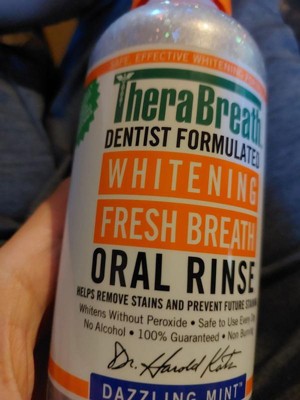 SAFE, EFFECTIVE WHITENING
TheraBreath
DENTIST FORMULATED
WHITENING
FRESH BREATH
ORAL RINSE
HELPS REMOVE STAINS AND PREVENT FUTURE STAINS
Whitens Without Peroxide • Safe to Use Every Day
No Alcohol • 100% Guaranteed • Non Burning
Dr. Harold Katz
DAZZLING MINT™